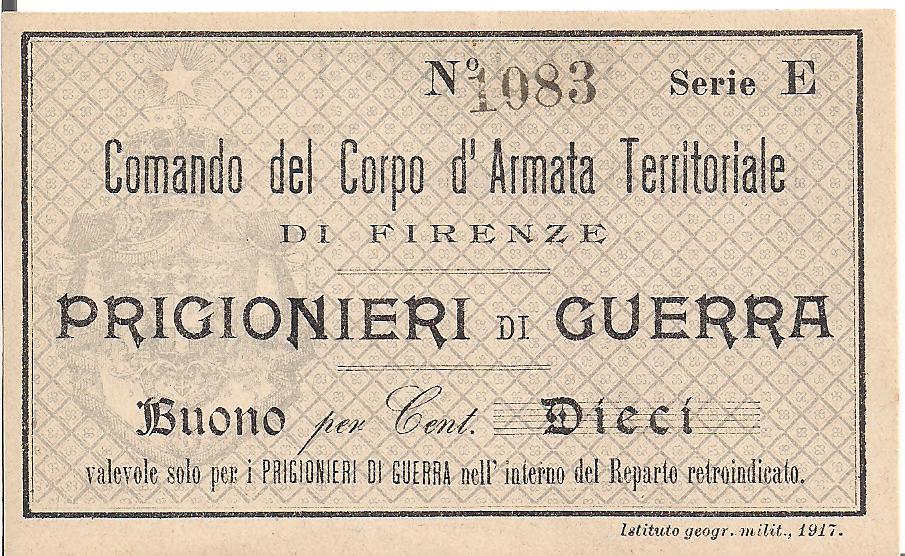 Nº 1083 Serie E
Comando del Corpo d'Armata Territoriale
DI FIRENZE
PRIGIONIERI DI GUERRA
Buono per Cent. Dieci
valevole solo per i PRIGIONIERI DI GUERRA nell' interno del Reparto retroindicato.
Istituto geogr. milit., 1917.